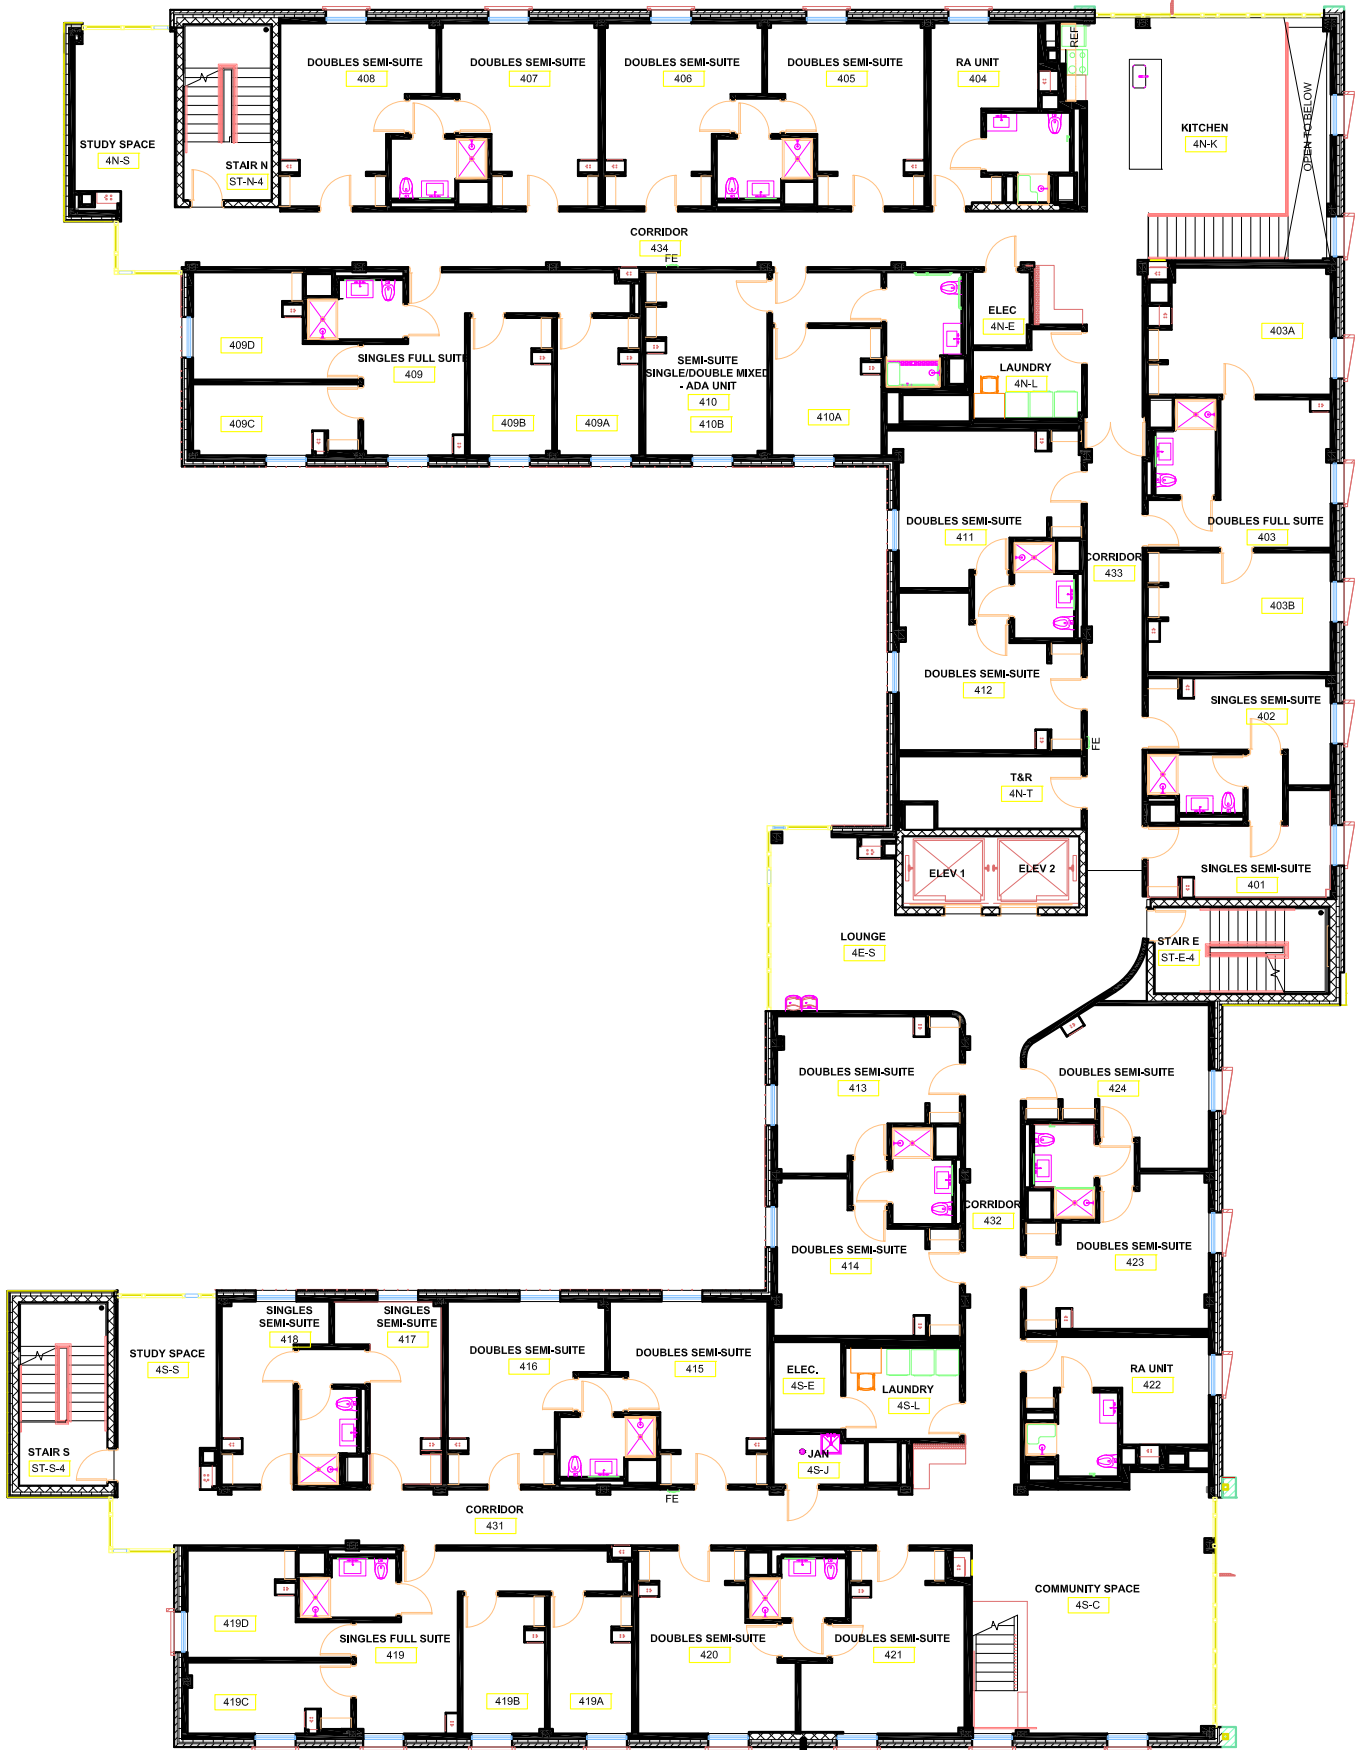 DOUBLES SEMI-SUITE
408
DOUBLES SEMI-SUITE
407
DOUBLES SEMI-SUITE
406
DOUBLES SEMI-SUITE
405
RA UNIT
404
REF
KITCHEN
4N-K
OPEN TO BELOW
STUDY SPACE
4N-S
STAIR N
ST-N-4
CORRIDOR
434
FE
409D
SINGLES FULL SUITE
409
409C
409B
409A
SEMI-SUITE
SINGLE/DOUBLE MIXED
- ADA UNIT
410
410B
410A
ELEC
4N-E
LAUNDRY
4N-L
403A
DOUBLES FULL SUITE
403
403B
DOUBLES SEMI-SUITE
411
CORRIDOR
433
DOUBLES SEMI-SUITE
412
FE
SINGLES SEMI-SUITE
402
T&R
4N-T
SINGLES SEMI-SUITE
401
ELEV 1
ELEV 2
LOUNGE
4E-S
STAIR E
ST-E-4
DOUBLES SEMI-SUITE
413
DOUBLES SEMI-SUITE
424
CORRIDOR
432
DOUBLES SEMI-SUITE
414
DOUBLES SEMI-SUITE
423
SINGLES
SEMI-SUITE
418
SINGLES
SEMI-SUITE
417
STUDY SPACE
4S-S
DOUBLES SEMI-SUITE
416
DOUBLES SEMI-SUITE
415
ELEC.
4S-E
LAUNDRY
4S-L
RA UNIT
422
STAIR S
ST-S-4
JAN
4S-J
FE
CORRIDOR
431
419D
SINGLES FULL SUITE
419
419C
419B
419A
DOUBLES SEMI-SUITE
420
DOUBLES SEMI-SUITE
421
COMMUNITY SPACE
4S-C